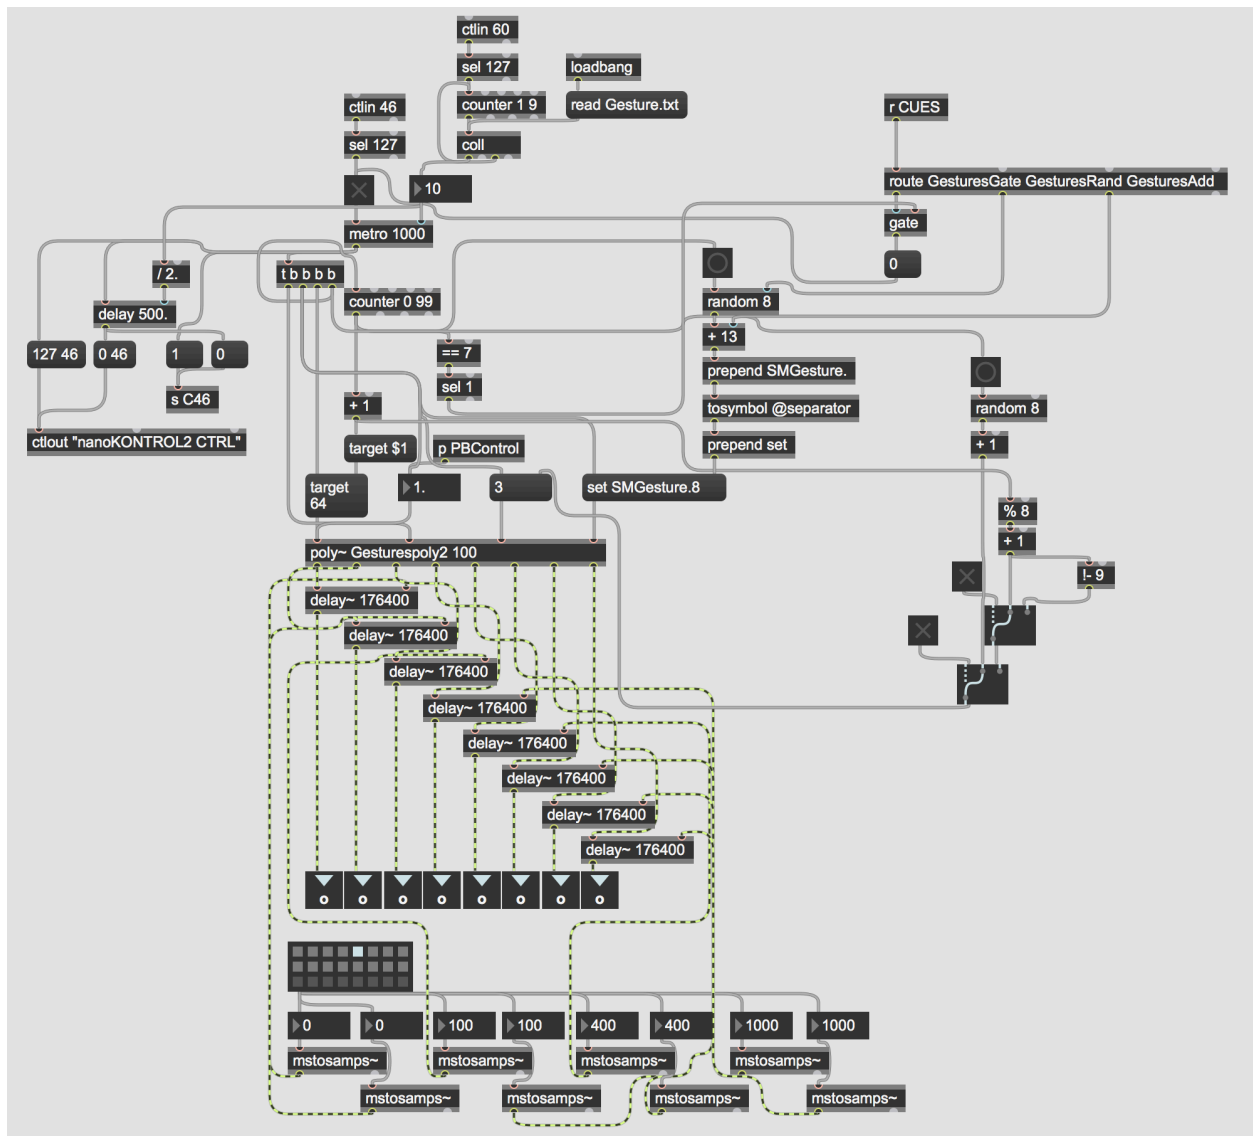 ctlin 60
sel 127
loadbang
ctlin 46
counter 1 9
read Gesture.txt
r CUES
sel 127
coll
10
route GesturesGate GesturesRand GesturesAdd
metro 1000
gate
/ 2.
t b b b b
0
delay 500.
counter 0 99
random 8
+ 13
127 46
0 46
1
0
== 7
prepend SMGesture.
s C46
sel 1
+ 1
tosymbol @separator
random 8
ctlout "nanoKONTROL2 CTRL"
target $1
p PBControl
prepend set
+ 1
target
64
1.
3
set SMGesture.8
% 8
+ 1
poly~ Gesturespoly2 100
!- 9
delay~ 176400
delay~ 176400
delay~ 176400
delay~ 176400
delay~ 176400
delay~ 176400
delay~ 176400
delay~ 176400
o
o
o
o
o
o
o
o
0
0
100
100
400
400
1000
1000
mstosamps~
mstosamps~
mstosamps~
mstosamps~
mstosamps~
mstosamps~
mstosamps~
mstosamps~